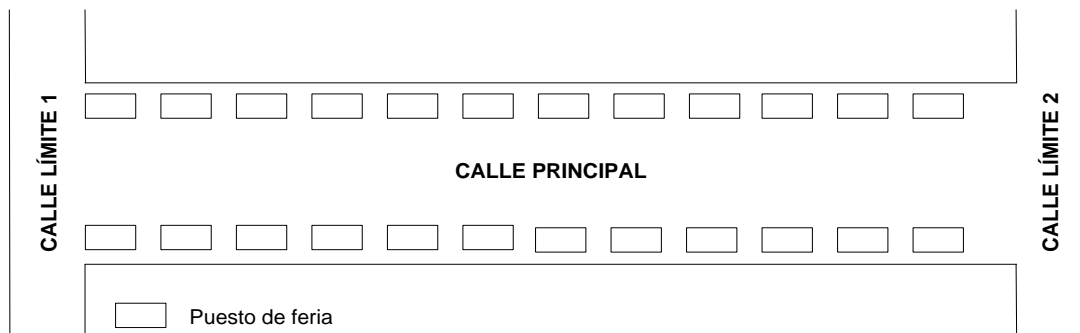 CALLE LÍMITE 1
CALLE PRINCIPAL
CALLE LÍMITE 2
Puesto de feria